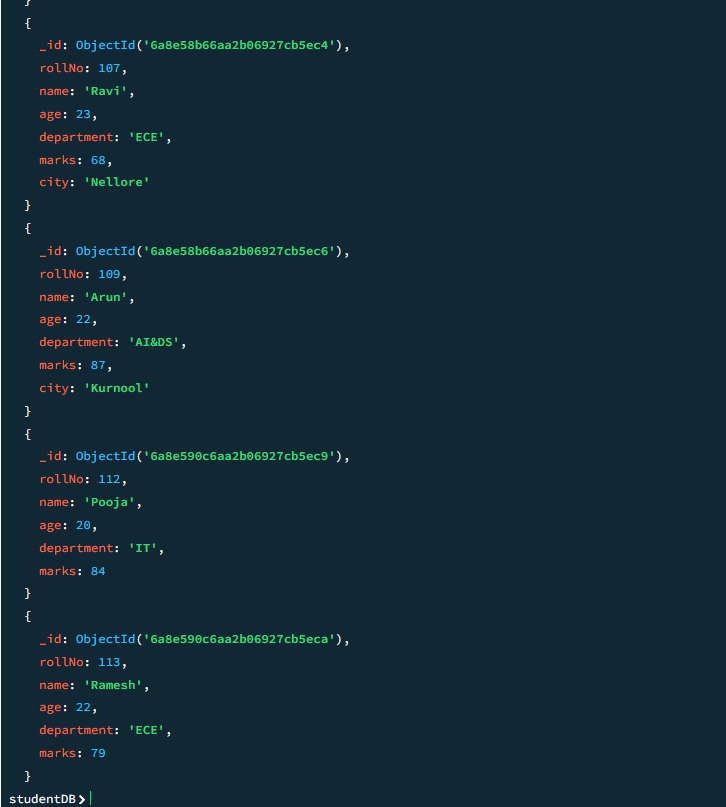 }
{
_id: ObjectId('6a8e58b66aa2b06927cb5ec4'),
rollNo: 107,
name: 'Ravi',
age: 23,
department: 'ECE',
marks: 68,
city: 'Nellore'
}
{
_id: ObjectId('6a8e58b66aa2b06927cb5ec6'),
rollNo: 109,
name: 'Arun',
age: 22,
department: 'AI&DS',
marks: 87,
city: 'Kurnool'
}
{
_id: ObjectId('6a8e590c6aa2b06927cb5ec9'),
rollNo: 112,
name: 'Pooja',
age: 20,
department: 'IT',
marks: 84
}
{
_id: ObjectId('6a8e590c6aa2b06927cb5eca'),
rollNo: 113,
name: 'Ramesh',
age: 22,
department: 'ECE',
marks: 79
}
studentDB>